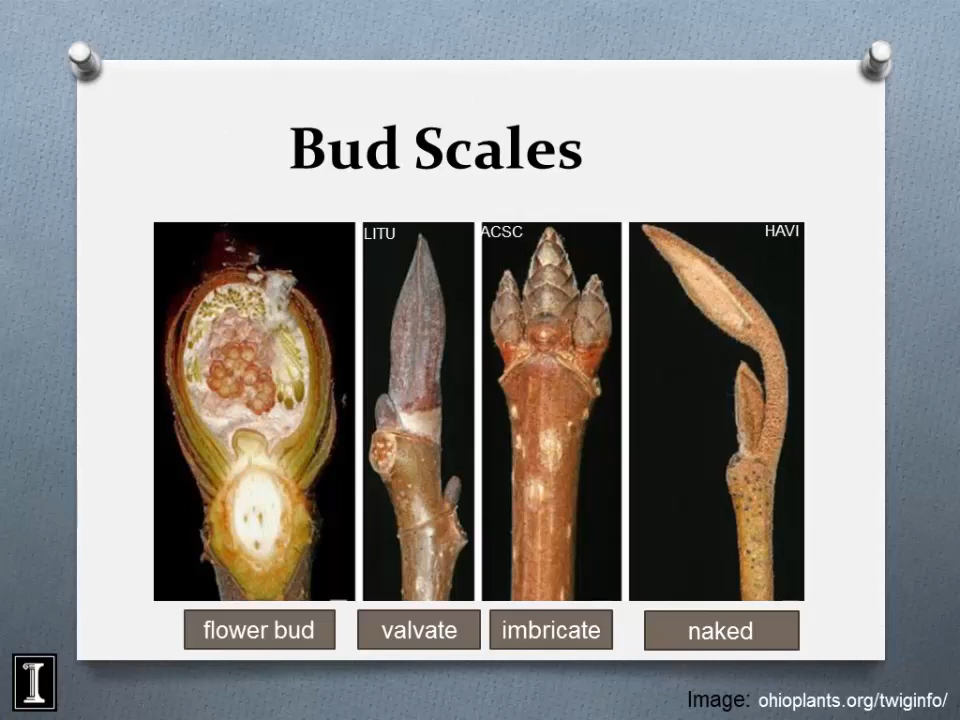 Bud Scales
LITU
ACSC
HAVI
flower bud
valvate
imbricate
naked
I
Image: ohioplants.org/twiginfo/